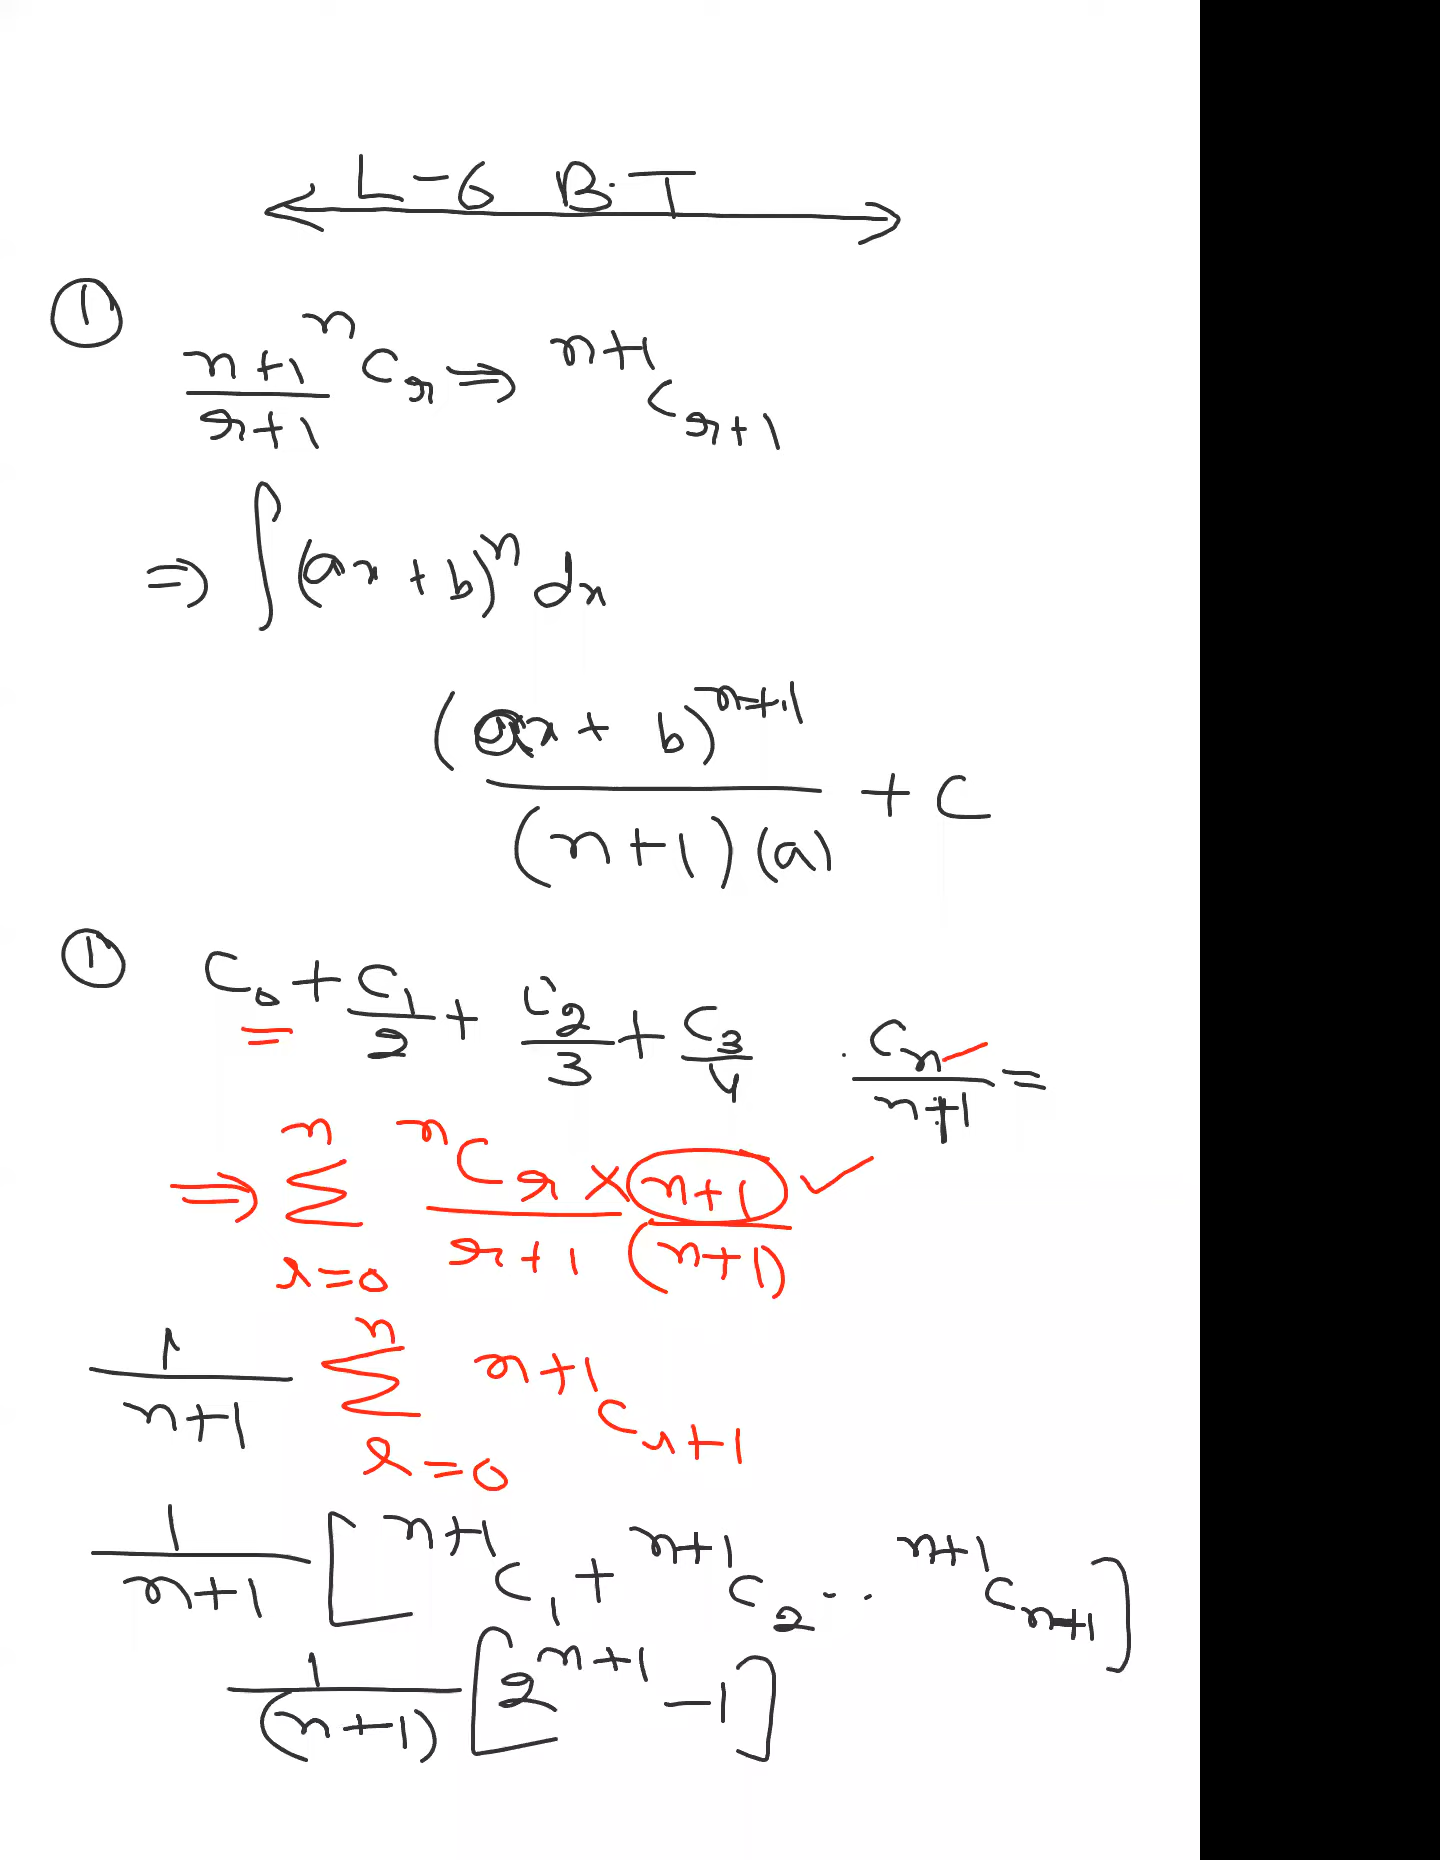 L-6 B.T
①
n+1/r+1 ⁿCᵣ ⇒ ⁿ⁺¹Cᵣ₊₁
⇒ ∫(ax + b)ⁿ dx
(ax + b)ⁿ⁺¹/(n+1)(a) + C
① C₀ + C₁/2 + C₂/3 + C₃/4 . Cₙ/n+1 =
⇒ ∑ⁿᵣ₌₀ ⁿCᵣ/r+1 × n+1/(n+1) ✓
1/n+1 ∑ⁿᵣ₌₀ ⁿ⁺¹Cᵣ₊₁
1/n+1 [ⁿ⁺¹C₁ + ⁿ⁺¹C₂ .. ⁿ⁺¹Cₙ₊₁]
1/(n+1) [2ⁿ⁺¹ - 1]